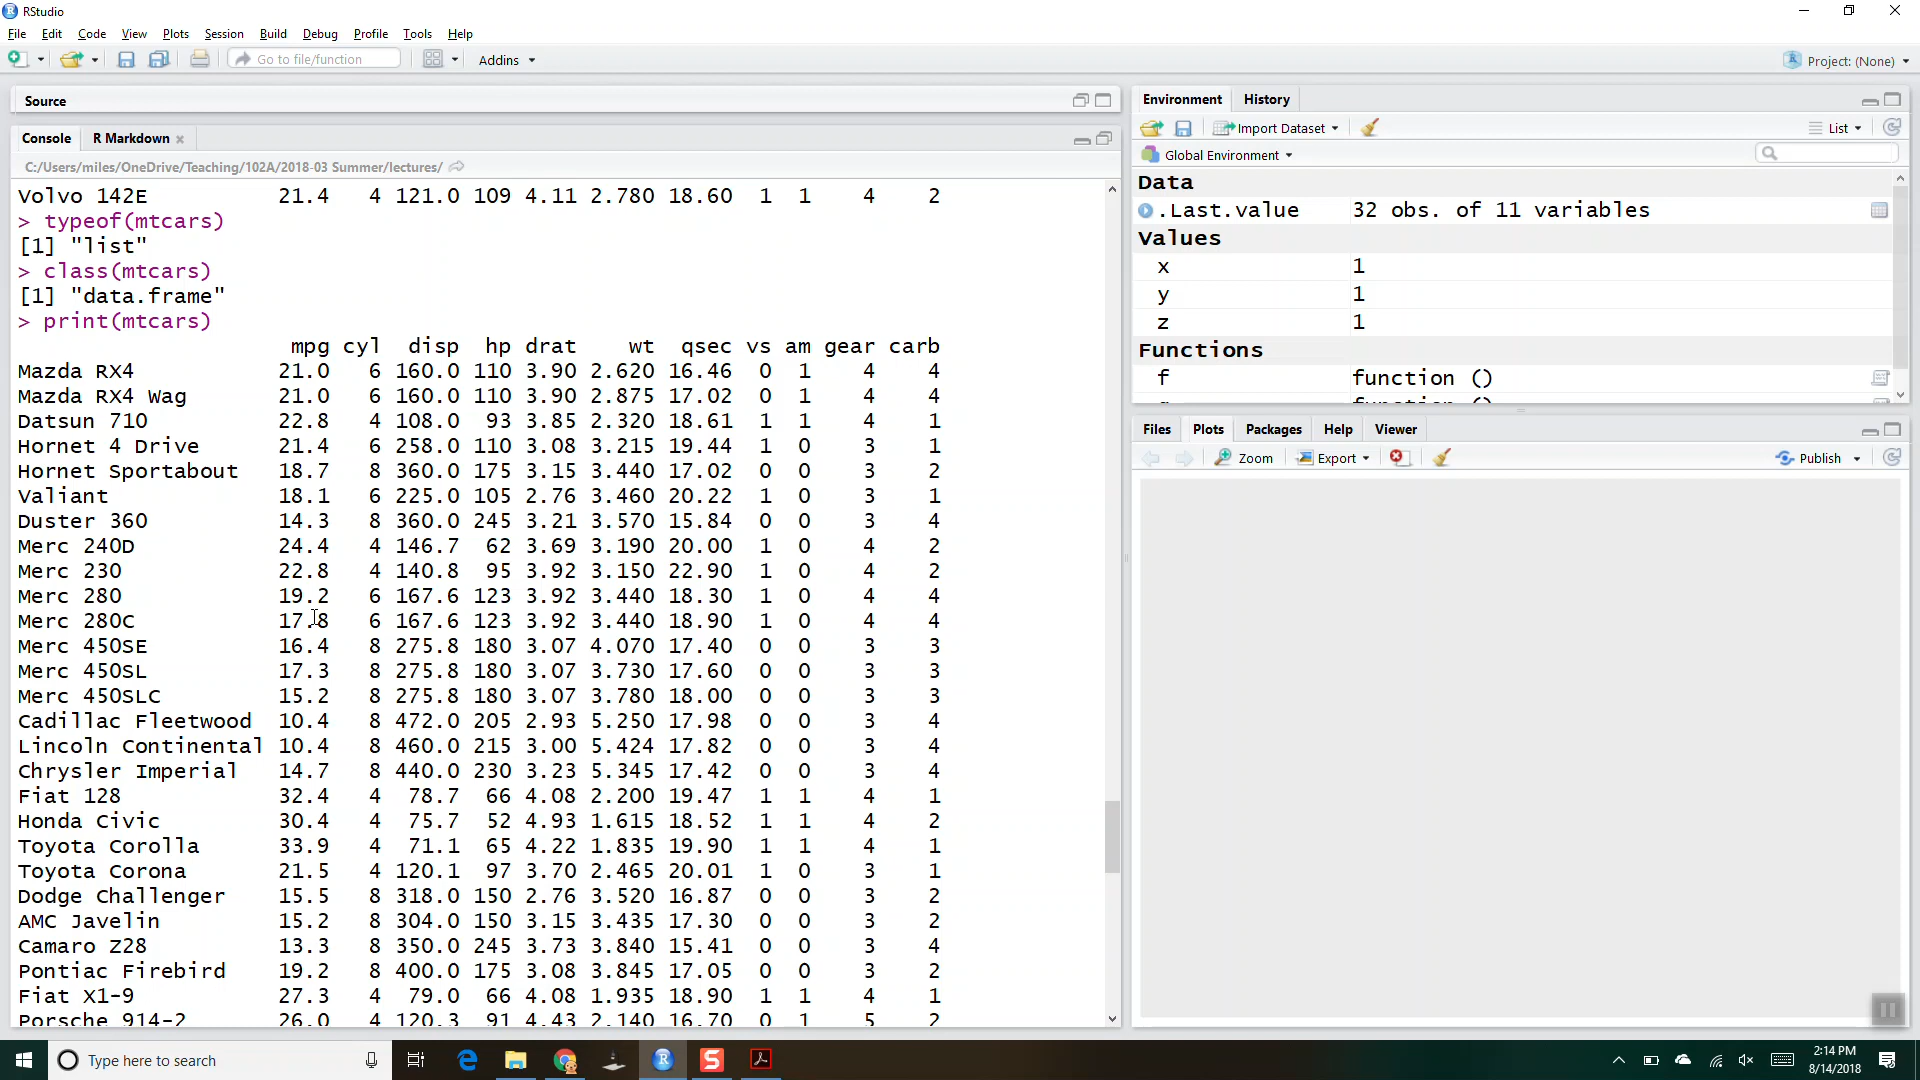 RStudio
File Edit Code View Plots Session Build Debug Profile Tools Help
Go to file/function Addins Project: (None)
Source
Console R Markdown
C:/Users/miles/OneDrive/Teaching/102A/2018-03 Summer/lectures/
Volvo 142E 21.4 4 121.0 109 4.11 2.780 18.60 1 1 4 2
> typeof(mtcars)
[1] "list"
> class(mtcars)
[1] "data.frame"
> print(mtcars)
mpg cyl disp hp drat wt qsec vs am gear carb
Mazda RX4 21.0 6 160.0 110 3.90 2.620 16.46 0 1 4 4
Mazda RX4 Wag 21.0 6 160.0 110 3.90 2.875 17.02 0 1 4 4
Datsun 710 22.8 4 108.0 93 3.85 2.320 18.61 1 1 4 1
Hornet 4 Drive 21.4 6 258.0 110 3.08 3.215 19.44 1 0 3 1
Hornet Sportabout 18.7 8 360.0 175 3.15 3.440 17.02 0 0 3 2
Valiant 18.1 6 225.0 105 2.76 3.460 20.22 1 0 3 1
Duster 360 14.3 8 360.0 245 3.21 3.570 15.84 0 0 3 4
Merc 240D 24.4 4 146.7 62 3.69 3.190 20.00 1 0 4 2
Merc 230 22.8 4 140.8 95 3.92 3.150 22.90 1 0 4 2
Merc 280 19.2 6 167.6 123 3.92 3.440 18.30 1 0 4 4
Merc 280C 17.8 6 167.6 123 3.92 3.440 18.90 1 0 4 4
Merc 450SE 16.4 8 275.8 180 3.07 4.070 17.40 0 0 3 3
Merc 450SL 17.3 8 275.8 180 3.07 3.730 17.60 0 0 3 3
Merc 450SLC 15.2 8 275.8 180 3.07 3.780 18.00 0 0 3 3
Cadillac Fleetwood 10.4 8 472.0 205 2.93 5.250 17.98 0 0 3 4
Lincoln Continental 10.4 8 460.0 215 3.00 5.424 17.82 0 0 3 4
Chrysler Imperial 14.7 8 440.0 230 3.23 5.345 17.42 0 0 3 4
Fiat 128 32.4 4 78.7 66 4.08 2.200 19.47 1 1 4 1
Honda Civic 30.4 4 75.7 52 4.93 1.615 18.52 1 1 4 2
Toyota Corolla 33.9 4 71.1 65 4.22 1.835 19.90 1 1 4 1
Toyota Corona 21.5 4 120.1 97 3.70 2.465 20.01 1 0 3 1
Dodge Challenger 15.5 8 318.0 150 2.76 3.520 16.87 0 0 3 2
AMC Javelin 15.2 8 304.0 150 3.15 3.435 17.30 0 0 3 2
Camaro Z28 13.3 8 350.0 245 3.73 3.840 15.41 0 0 3 4
Pontiac Firebird 19.2 8 400.0 175 3.08 3.845 17.05 0 0 3 2
Fiat X1-9 27.3 4 79.0 66 4.08 1.935 18.90 1 1 4 1
Porsche 914-2 26.0 4 120.3 91 4.43 2.140 16.70 0 1 5 2
Environment History
Import Dataset List
Global Environment
Data
.Last.value 32 obs. of 11 variables
Values
x 1
y 1
z 1
Functions
f function ()
function ()
Files Plots Packages Help Viewer
Zoom Export Publish
Type here to search
2:14 PM
8/14/2018